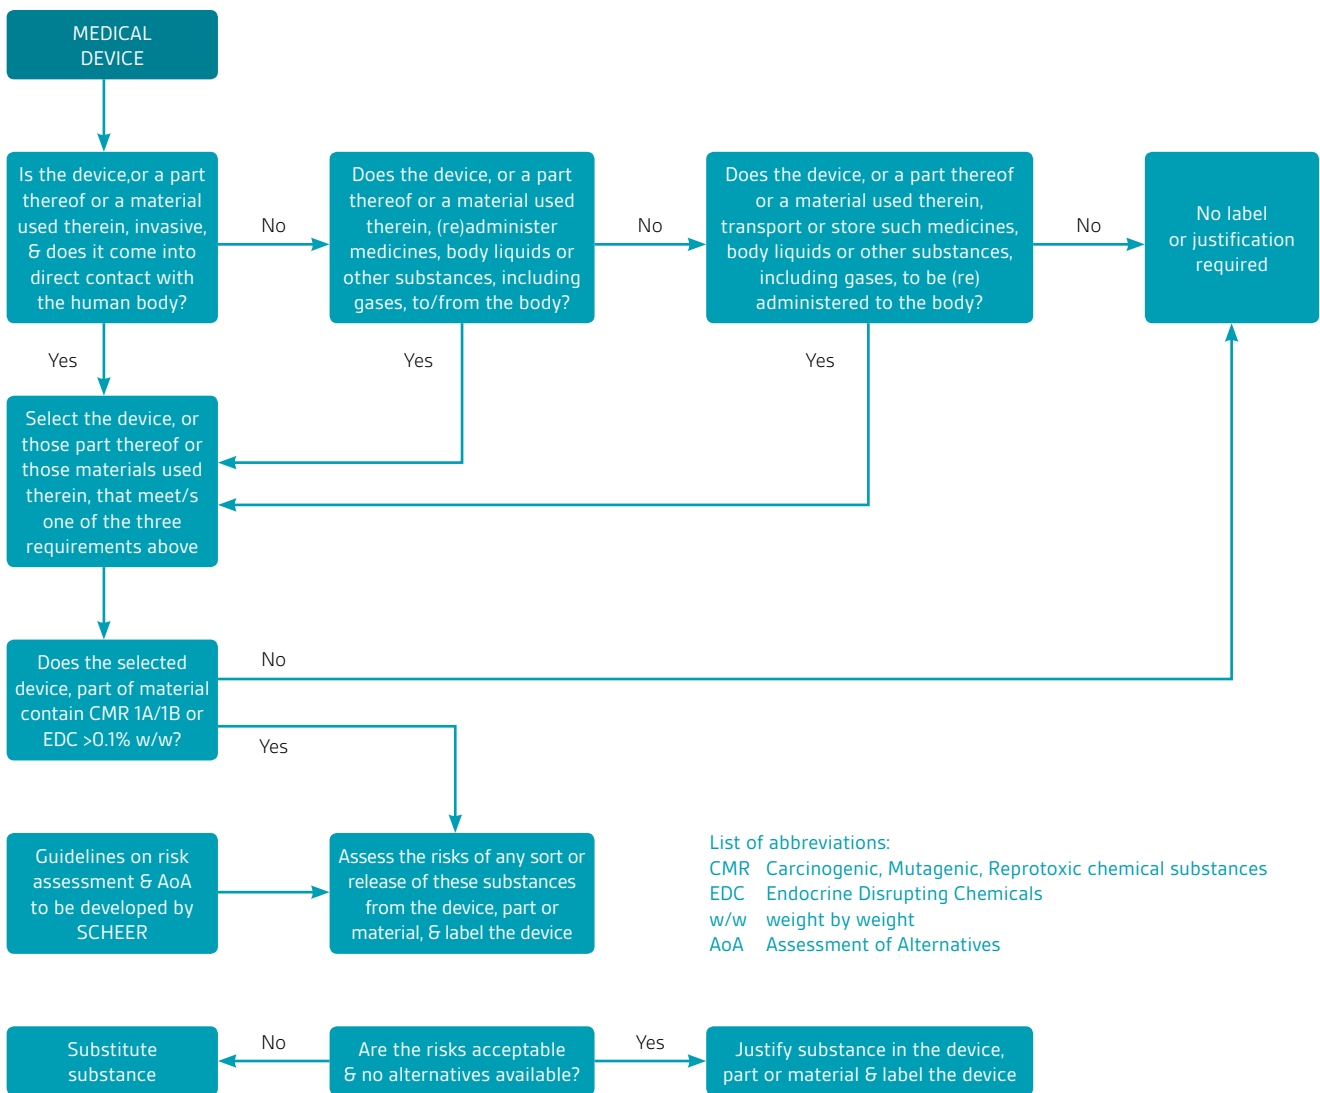 MEDICAL
DEVICE
Is the device,or a part
thereof or a material
used therein, invasive,
& does it come into
direct contact with
the human body?
No
Does the device, or a part
thereof or a material used
therein, (re)administer
medicines, body liquids or
other substances, including
gases, to/from the body?
No
Does the device, or a part thereof
or a material used therein,
transport or store such medicines,
body liquids or other substances,
including gases, to be (re)
administered to the body?
No
No label
or justification
required
Yes
Yes
Yes
Select the device, or
those part thereof or
those materials used
therein, that meet/s
one of the three
requirements above
Does the selected
device, part of material
contain CMR 1A/1B or
EDC >0.1% w/w?
No
Yes
Guidelines on risk
assessment & AoA
to be developed by
SCHEER
Assess the risks of any sort or
release of these substances
from the device, part or
material, & label the device
List of abbreviations:
CMR Carcinogenic, Mutagenic, Reprotoxic chemical substances
EDC Endocrine Disrupting Chemicals
w/w weight by weight
AoA Assessment of Alternatives
Substitute
substance
No
Are the risks acceptable
& no alternatives available?
Yes
Justify substance in the device,
part or material & label the device